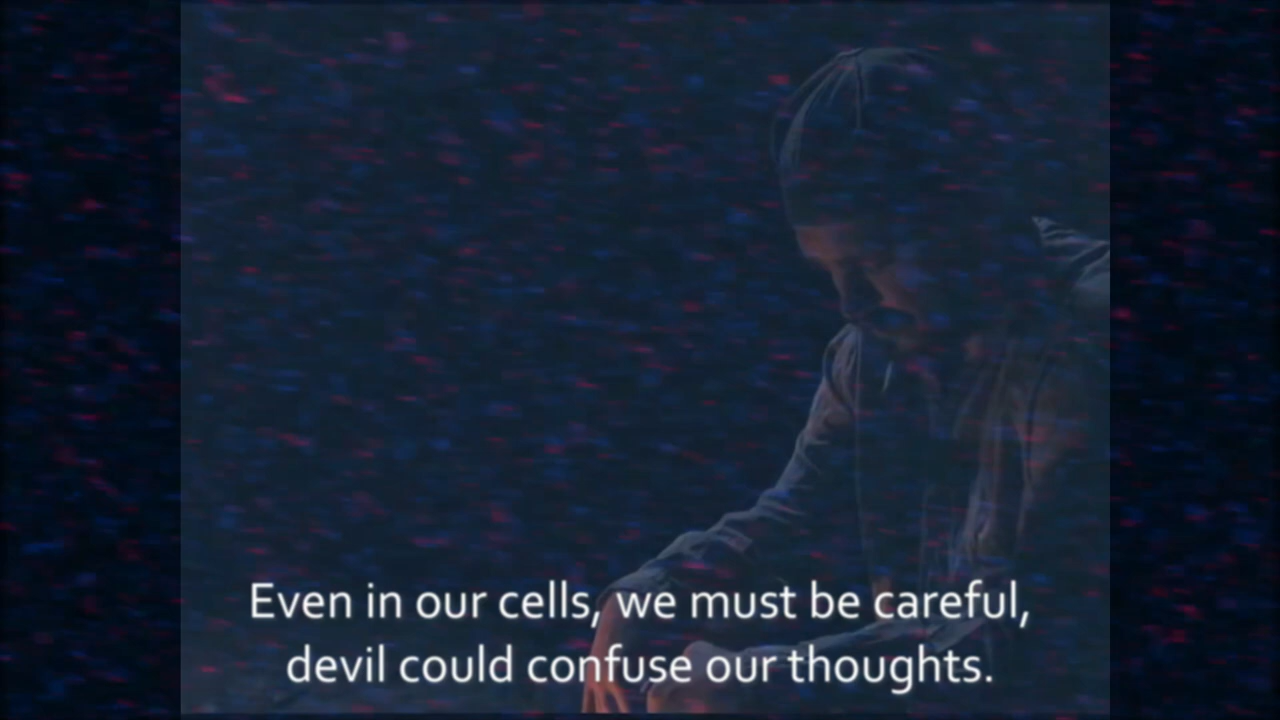 Even in our cells, we must be careful,
devil could confuse our thoughts.